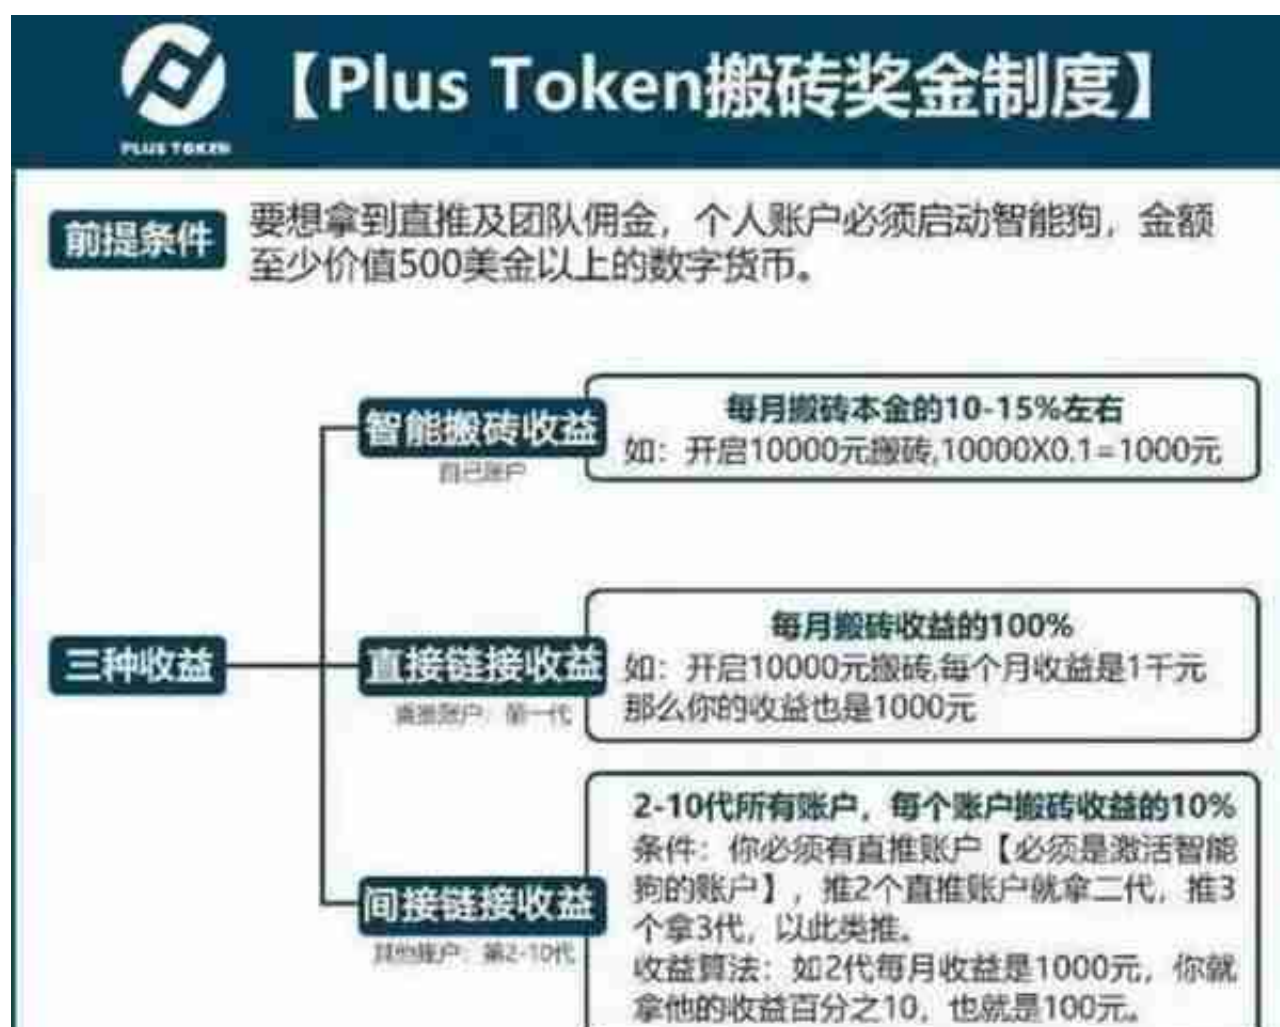 【Plus Token搬砖奖金制度】
PLUS TOKEN
前提条件
要想拿到直推及团队佣金，个人账户必须启动智能狗，金额
至少价值500美金以上的数字货币。
智能搬砖收益
自己账户
每月搬砖本金的10-15%左右
如：开启10000元搬砖,10000X0.1=1000元
三种收益
直接链接收益
直推账户：第一代
每月搬砖收益的100%
如：开启10000元搬砖,每个月收益是1千元
那么你的收益也是1000元
间接链接收益
其他账户：第2-10代
2-10代所有账户，每个账户搬砖收益的10%
条件：你必须有直推账户【必须是激活智能
狗的账户】，推2个直推账户就拿二代，推3
个拿3代，以此类推。
收益算法：如2代每月收益是1000元，你就
拿他的收益百分之10，也就是100元。